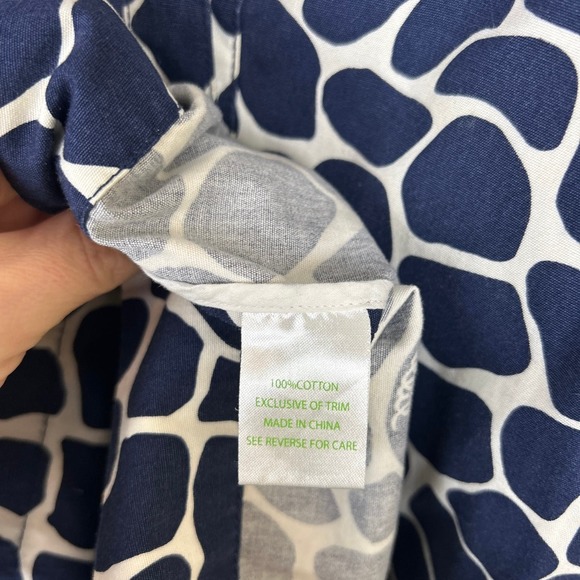 100%COTTON
EXCLUSIVE OF TRIM
MADE IN CHINA
SEE REVERSE FOR CARE